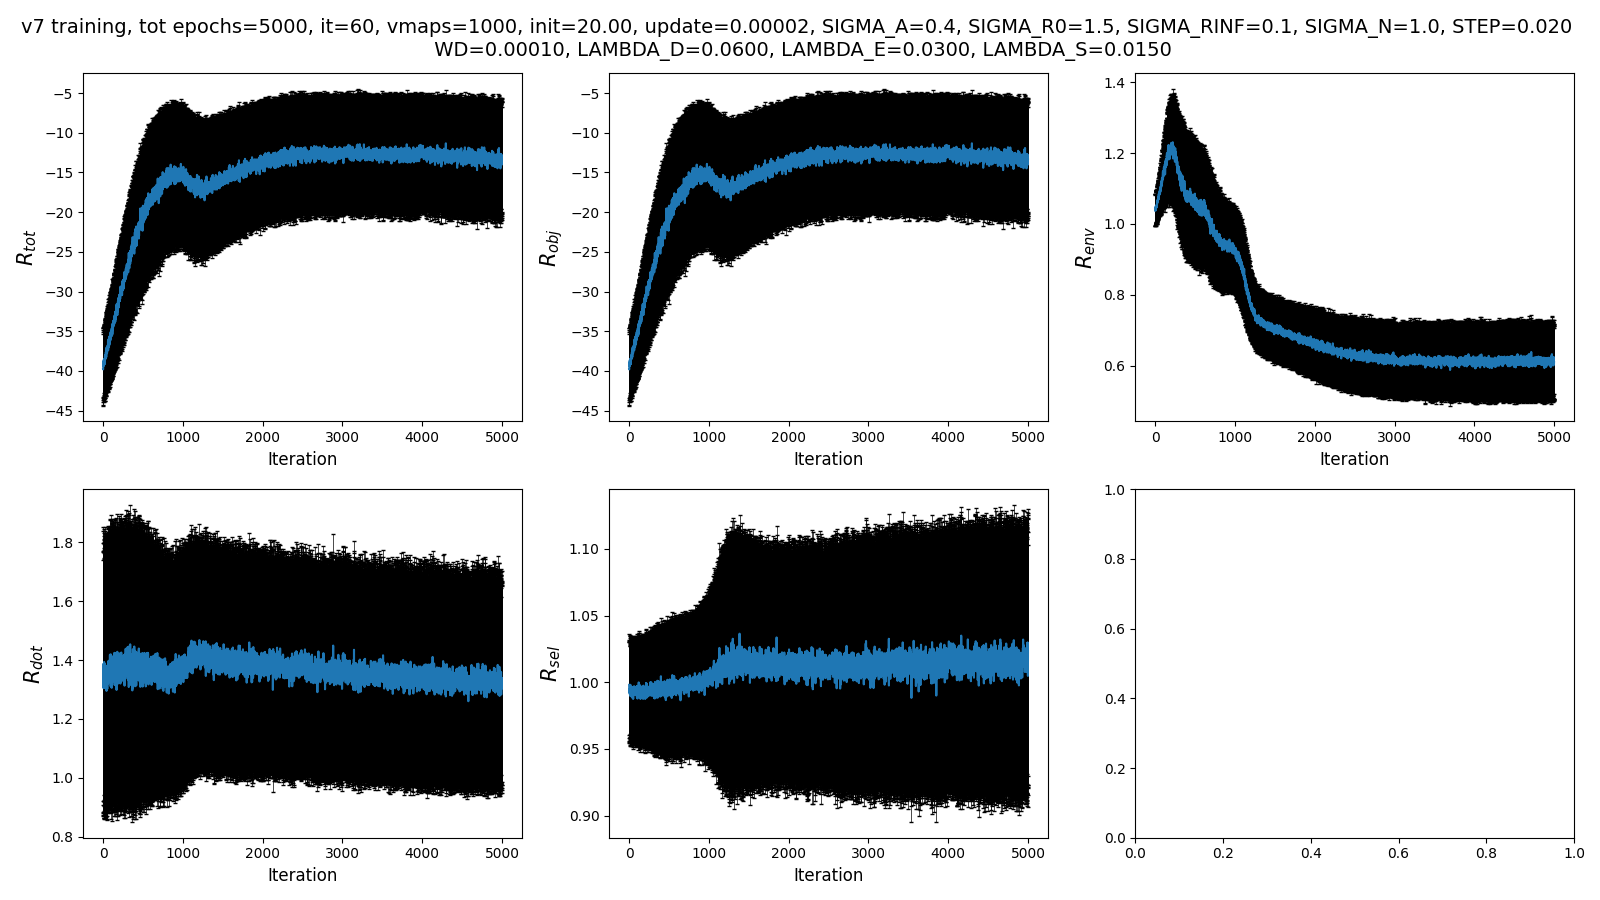 v7 training, tot epochs=5000, it=60, vmaps=1000, init=20.00, update=0.00002, SIGMA_A=0.4, SIGMA_R0=1.5, SIGMA_RINF=0.1, SIGMA_N=1.0, STEP=0.020
WD=0.00010, LAMBDA_D=0.0600, LAMBDA_E=0.0300, LAMBDA_S=0.0150
R_tot
−5
−10
−15
−20
−25
−30
−35
−40
−45
0 1000 2000 3000 4000 5000
Iteration
R_obj
−5
−10
−15
−20
−25
−30
−35
−40
−45
0 1000 2000 3000 4000 5000
Iteration
R_env
1.4
1.2
1.0
0.8
0.6
0 1000 2000 3000 4000 5000
Iteration
R_dot
1.8
1.6
1.4
1.2
1.0
0.8
0 1000 2000 3000 4000 5000
Iteration
R_sel
1.10
1.05
1.00
0.95
0.90
0 1000 2000 3000 4000 5000
Iteration
1.0
0.8
0.6
0.4
0.2
0.0
0.0 0.2 0.4 0.6 0.8 1.0